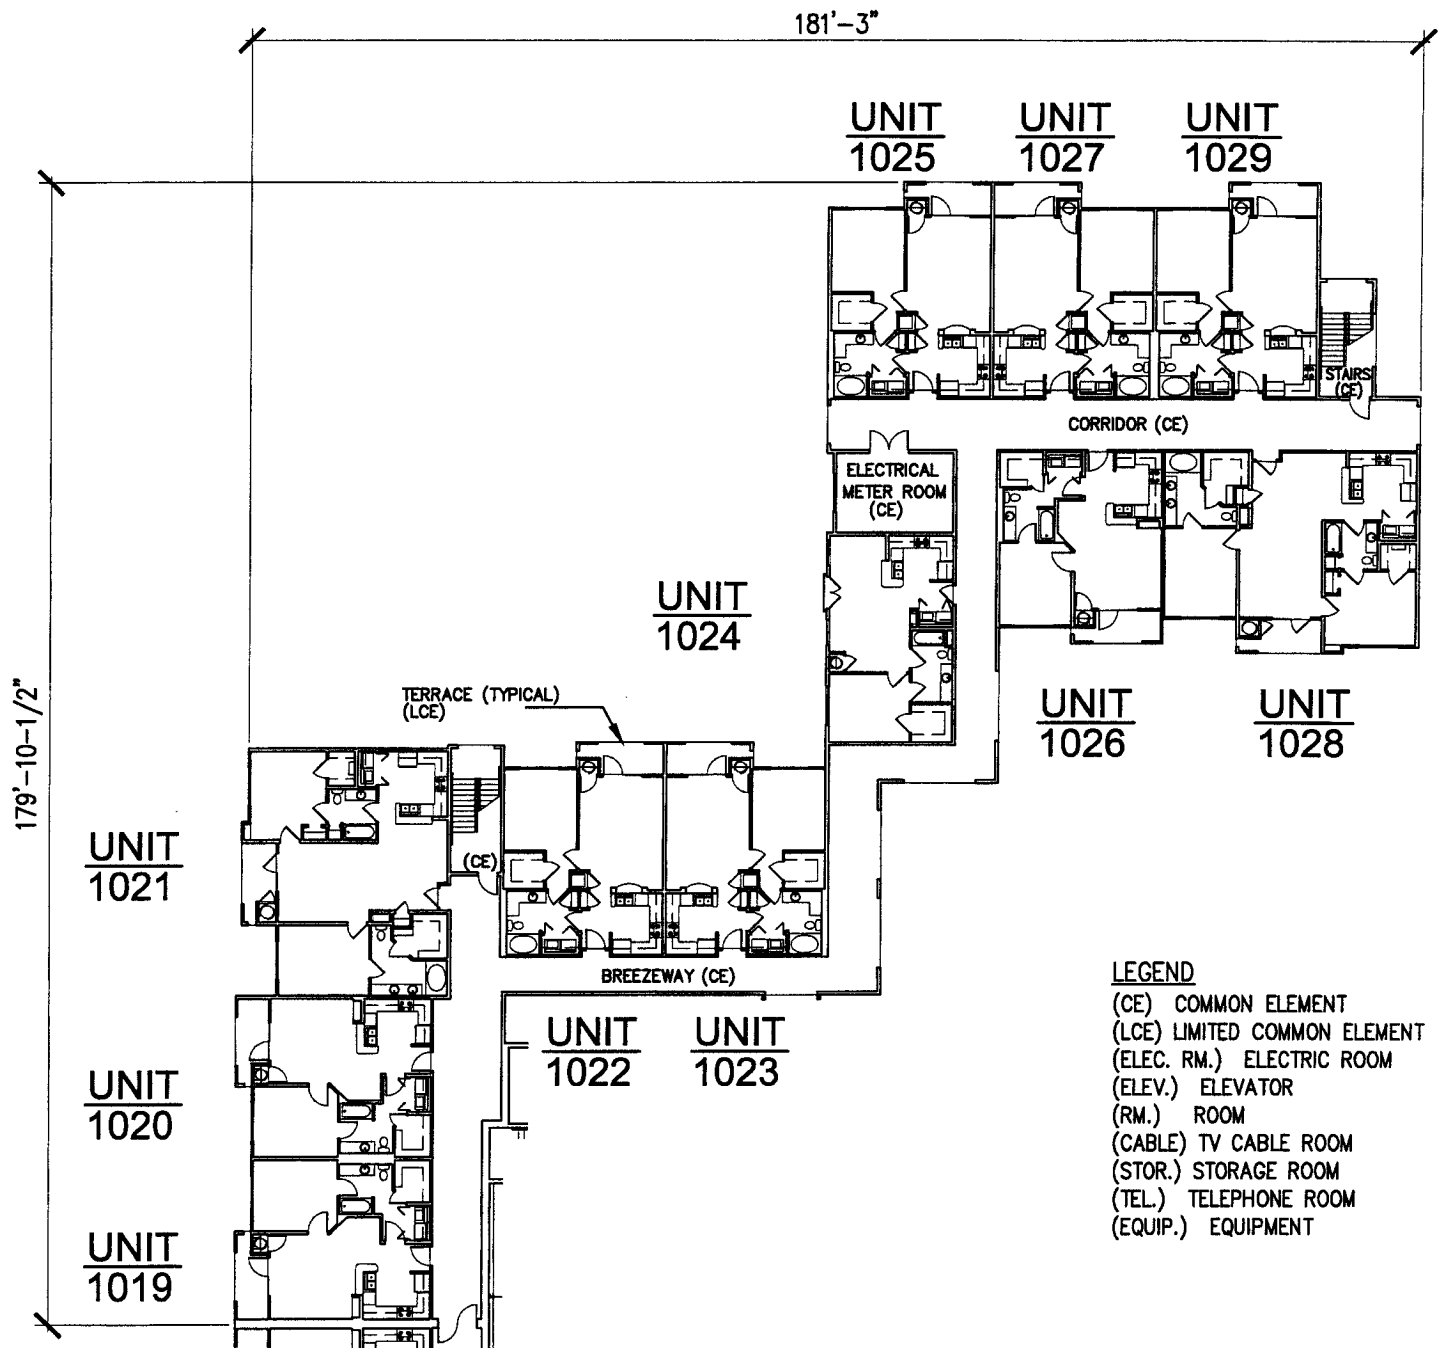 181'-3"
UNIT
1025
UNIT
1027
UNIT
1029
STAIRS
(CE)
CORRIDOR (CE)
ELECTRICAL
METER ROOM
(CE)
UNIT
1024
UNIT
1026
UNIT
1028
TERRACE (TYPICAL)
(LCE)
179'-10-1/2"
UNIT
1021
(CE)
BREEZEWAY (CE)
UNIT
1022
UNIT
1023
UNIT
1020
UNIT
1019
LEGEND
(CE) COMMON ELEMENT
(LCE) LIMITED COMMON ELEMENT
(ELEC. RM.) ELECTRIC ROOM
(ELEV.) ELEVATOR
(RM.) ROOM
(CABLE) TV CABLE ROOM
(STOR.) STORAGE ROOM
(TEL.) TELEPHONE ROOM
(EQUIP.) EQUIPMENT